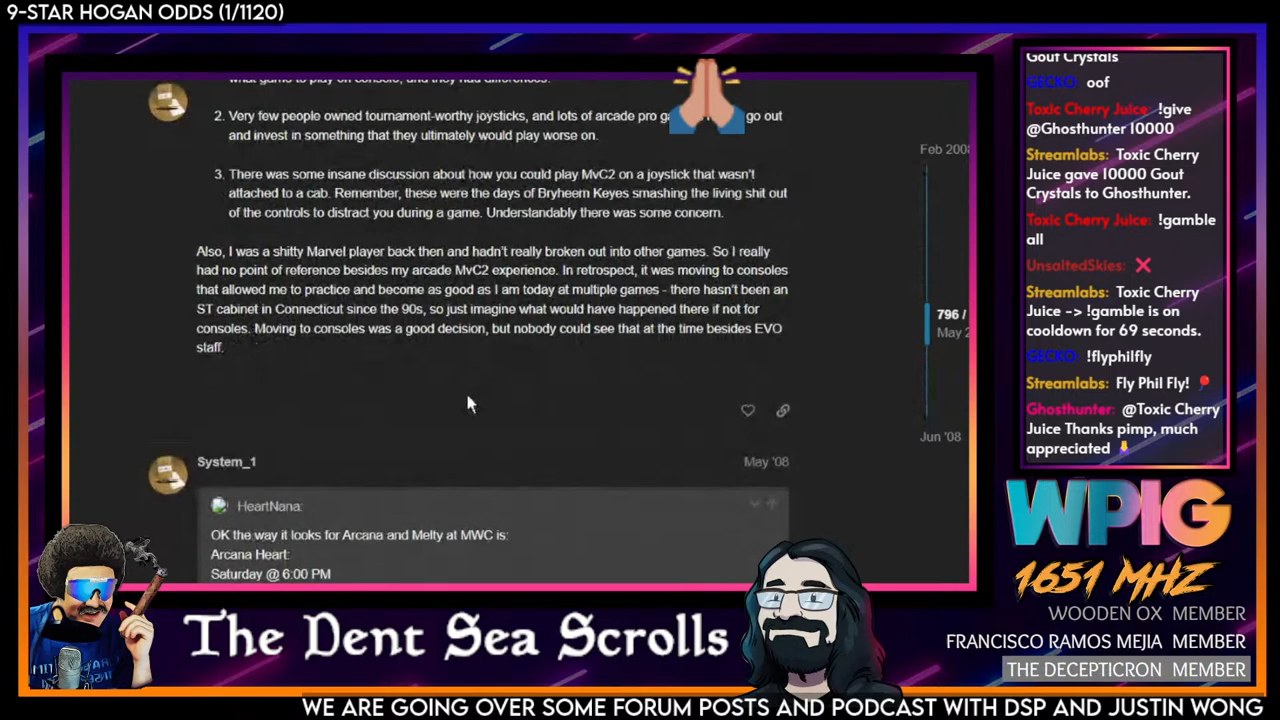 9-STAR HOGAN ODDS (1/1120)
what game to play on console, and they had differences.
2. Very few people owned tournament-worthy joysticks, and lots of arcade pro go out
and invest in something that they ultimately would play worse on.
3. There was some insane discussion about how you could play MvC2 on a joystick that wasn't
attached to a cab. Remember, these were the days of Bryheem Keyes smashing the living shit out
of the controls to distract you during a game. Understandably there was some concern.
Also, I was a shitty Marvel player back then and hadn't really broken out into other games. So I really
had no point of reference besides my arcade MvC2 experience. In retrospect, it was moving to consoles
that allowed me to practice and become as good as I am today at multiple games - there hasn't been an
ST cabinet in Connecticut since the 90s, so just imagine what would have happened there if not for
consoles. Moving to consoles was a good decision, but nobody could see that at the time besides EVO
staff.
Feb 2008
796 /
May 2
Jun '08
System_1
May '08
HeartNana:
OK the way it looks for Arcana and Melty at MWC is:
Arcana Heart:
Saturday @ 6:00 PM
Gout Crystals
GECKO: oof
Toxic Cherry Juice: !give
@Ghosthunter 10000
Streamlabs: Toxic Cherry
Juice gave 10000 Gout
Crystals to Ghosthunter.
Toxic Cherry Juice: !gamble
all
UnsaltedSkies:
Streamlabs: Toxic Cherry
Juice -> !gamble is on
cooldown for 69 seconds.
GECKO: !flyphilfly
Streamlabs: Fly Phil Fly!
Ghosthunter: @Toxic Cherry
Juice Thanks pimp, much
appreciated
WPIG
1651 MHZ
WOODEN OX MEMBER
FRANCISCO RAMOS MEJIA MEMBER
THE DECEPTICRON MEMBER
The Dent Sea Scrolls
WE ARE GOING OVER SOME FORUM POSTS AND PODCAST WITH DSP AND JUSTIN WONG